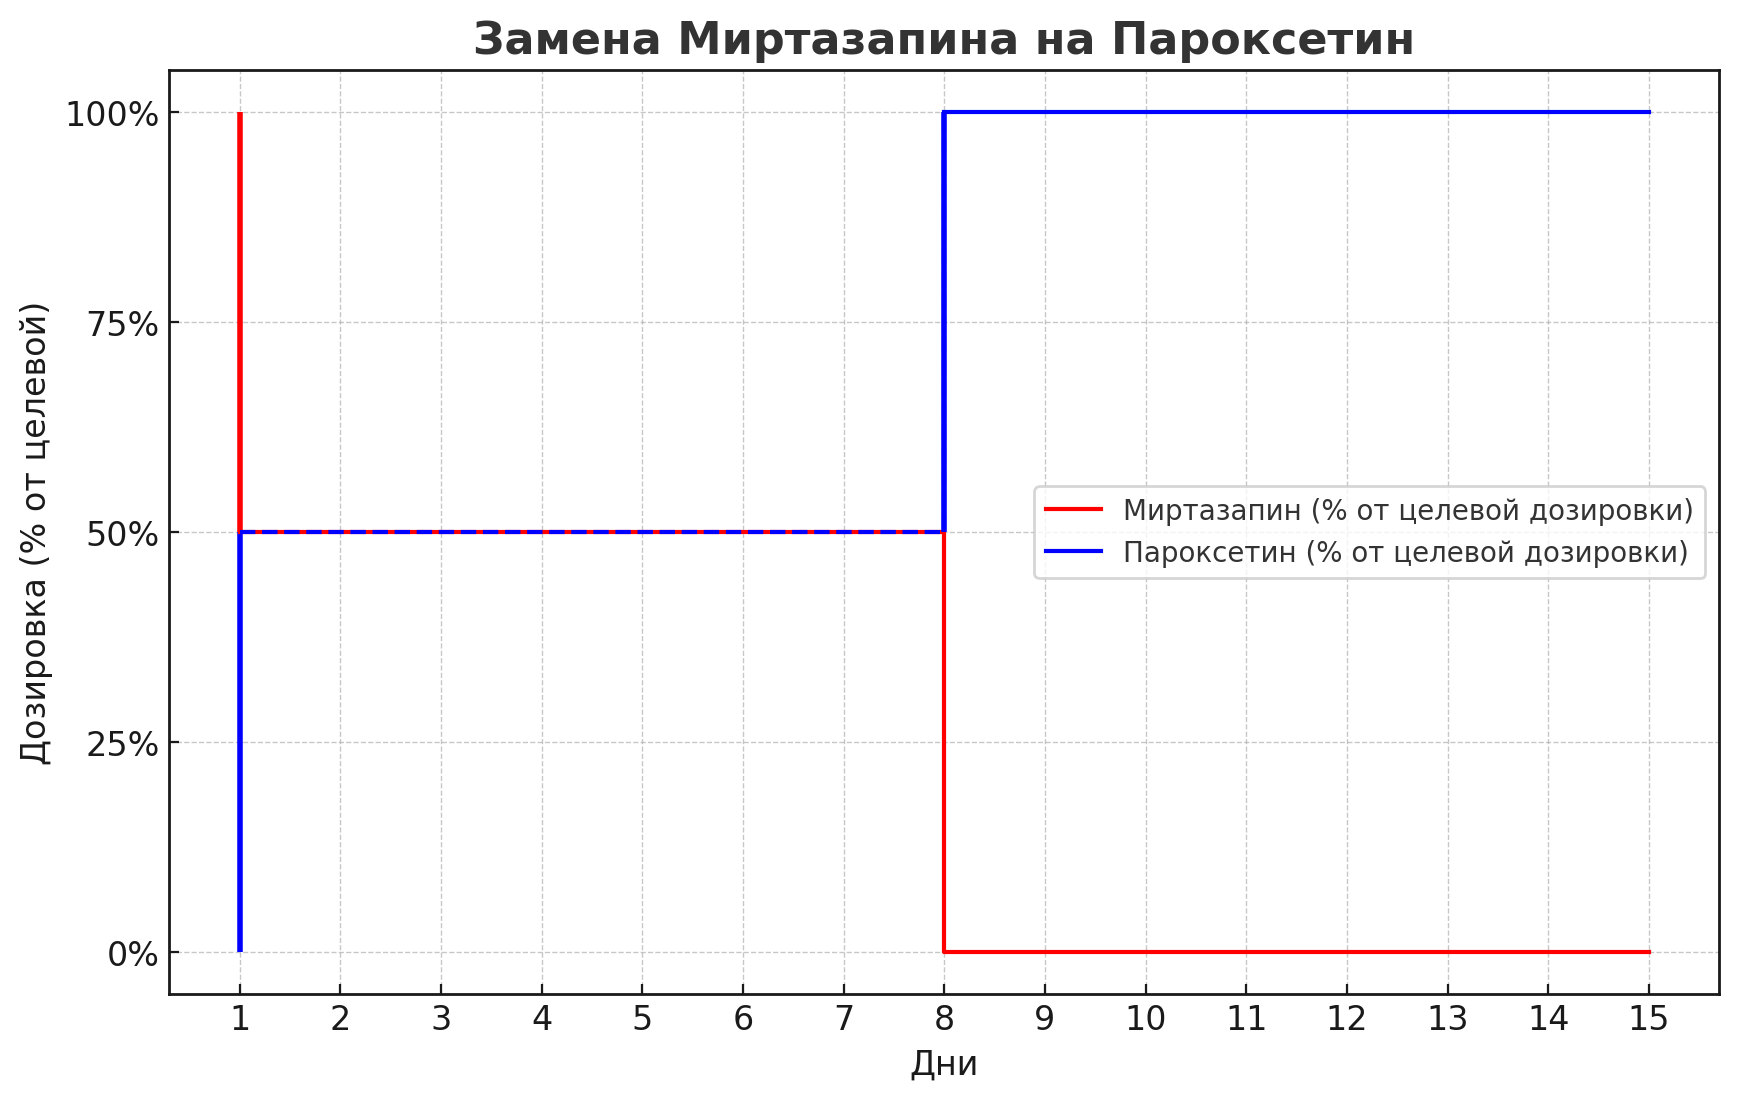 Замена Миртазапина на Пароксетин
Дозировка (% от целевой)
100%
75%
50%
25%
0%
Миртазапин (% от целевой дозировки)
Пароксетин (% от целевой дозировки)
1 2 3 4 5 6 7 8 9 10 11 12 13 14 15
Дни